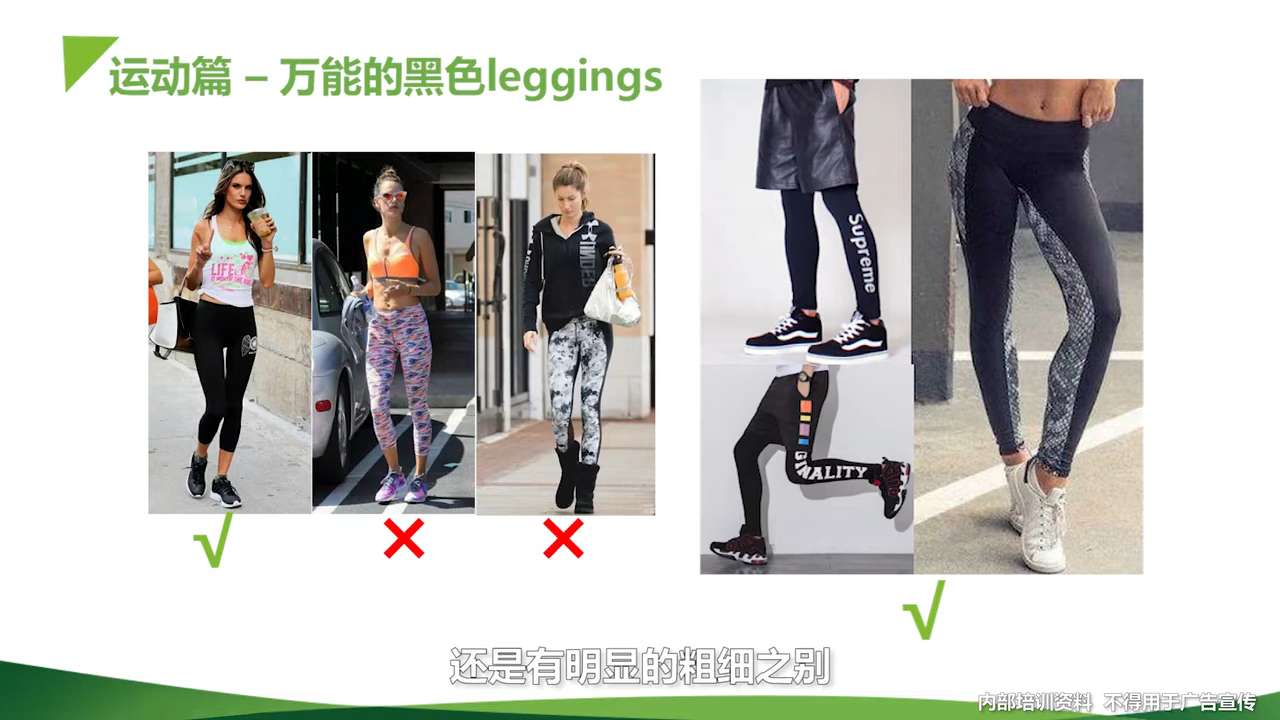 运动篇 – 万能的黑色leggings
LIFE
Supreme
GINALITY
还是有明显的粗细之别
内部培训资料 不得用于广告宣传